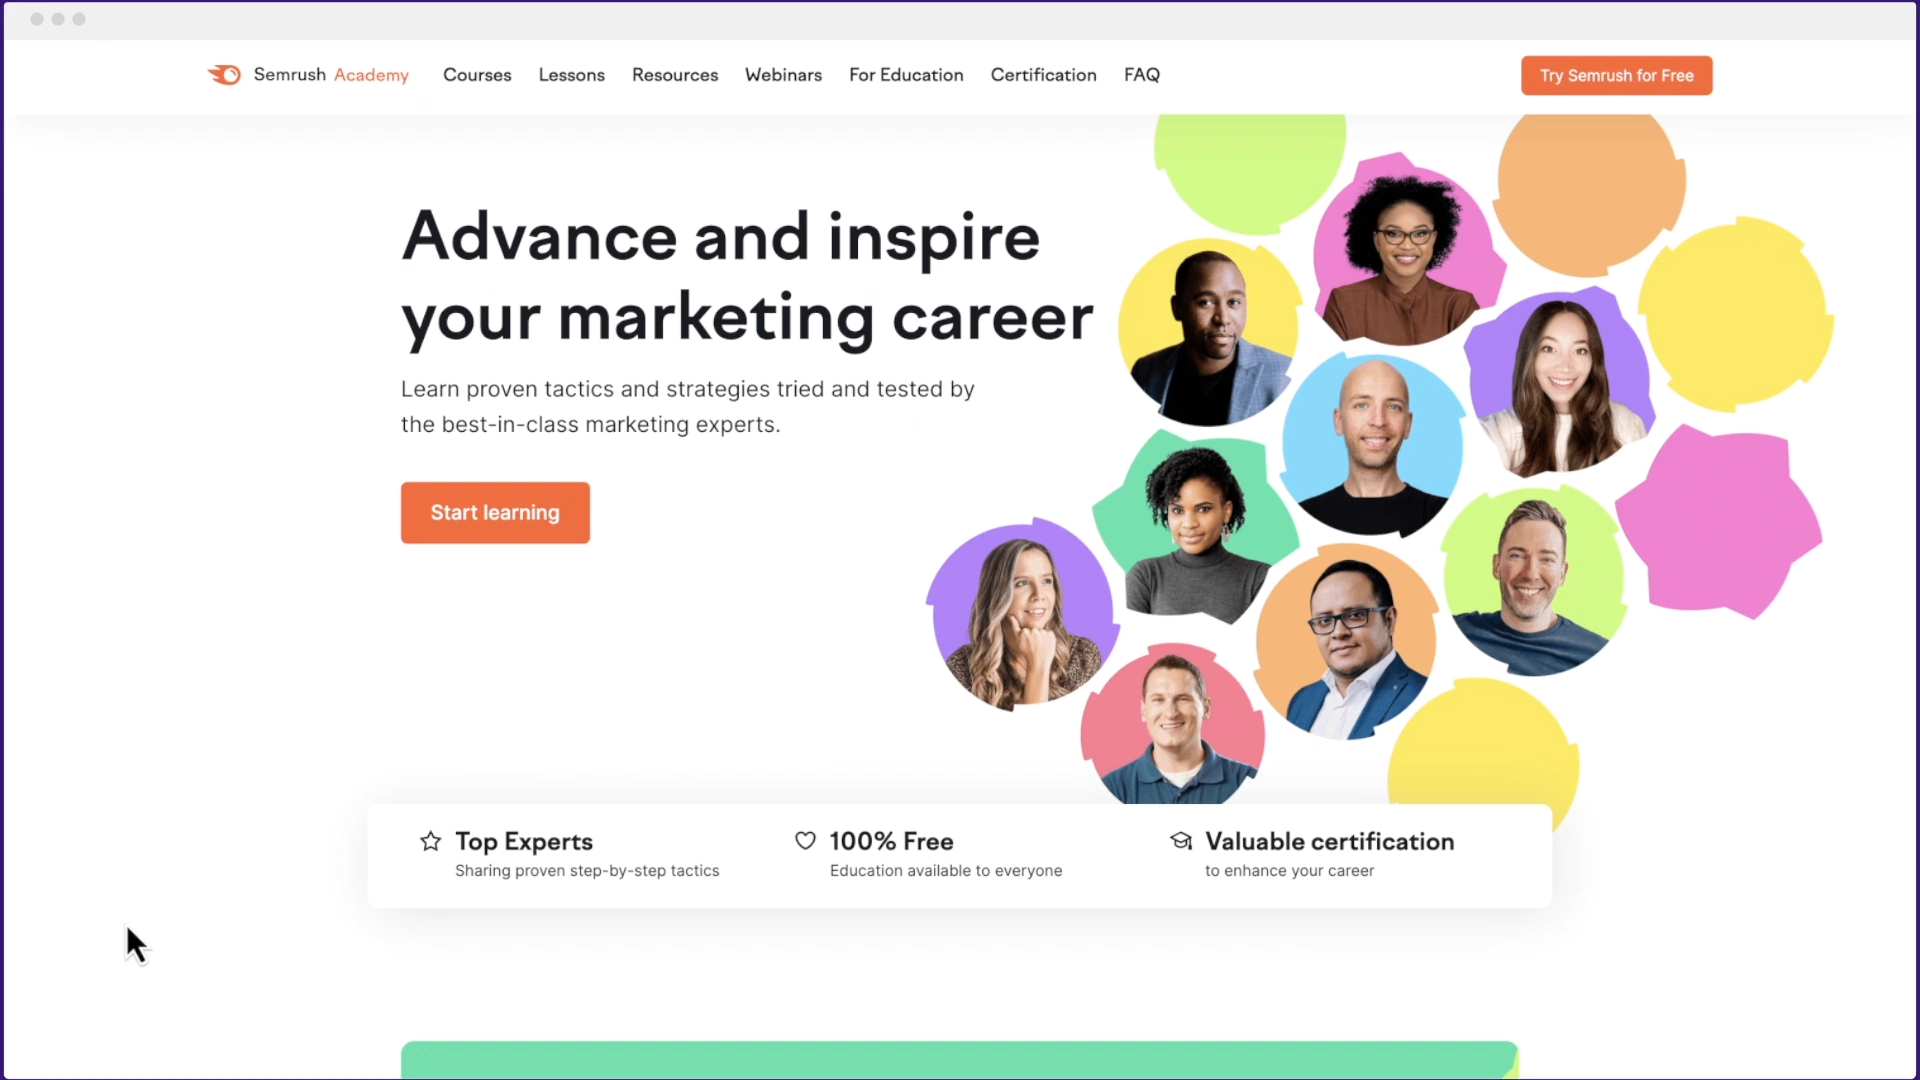 Semrush Academy
Courses
Lessons
Resources
Webinars
For Education
Certification
FAQ
Try Semrush for Free
Advance and inspire
your marketing career
Learn proven tactics and strategies tried and tested by
the best-in-class marketing experts.
Start learning
Top Experts
Sharing proven step-by-step tactics
100% Free
Education available to everyone
Valuable certification
to enhance your career